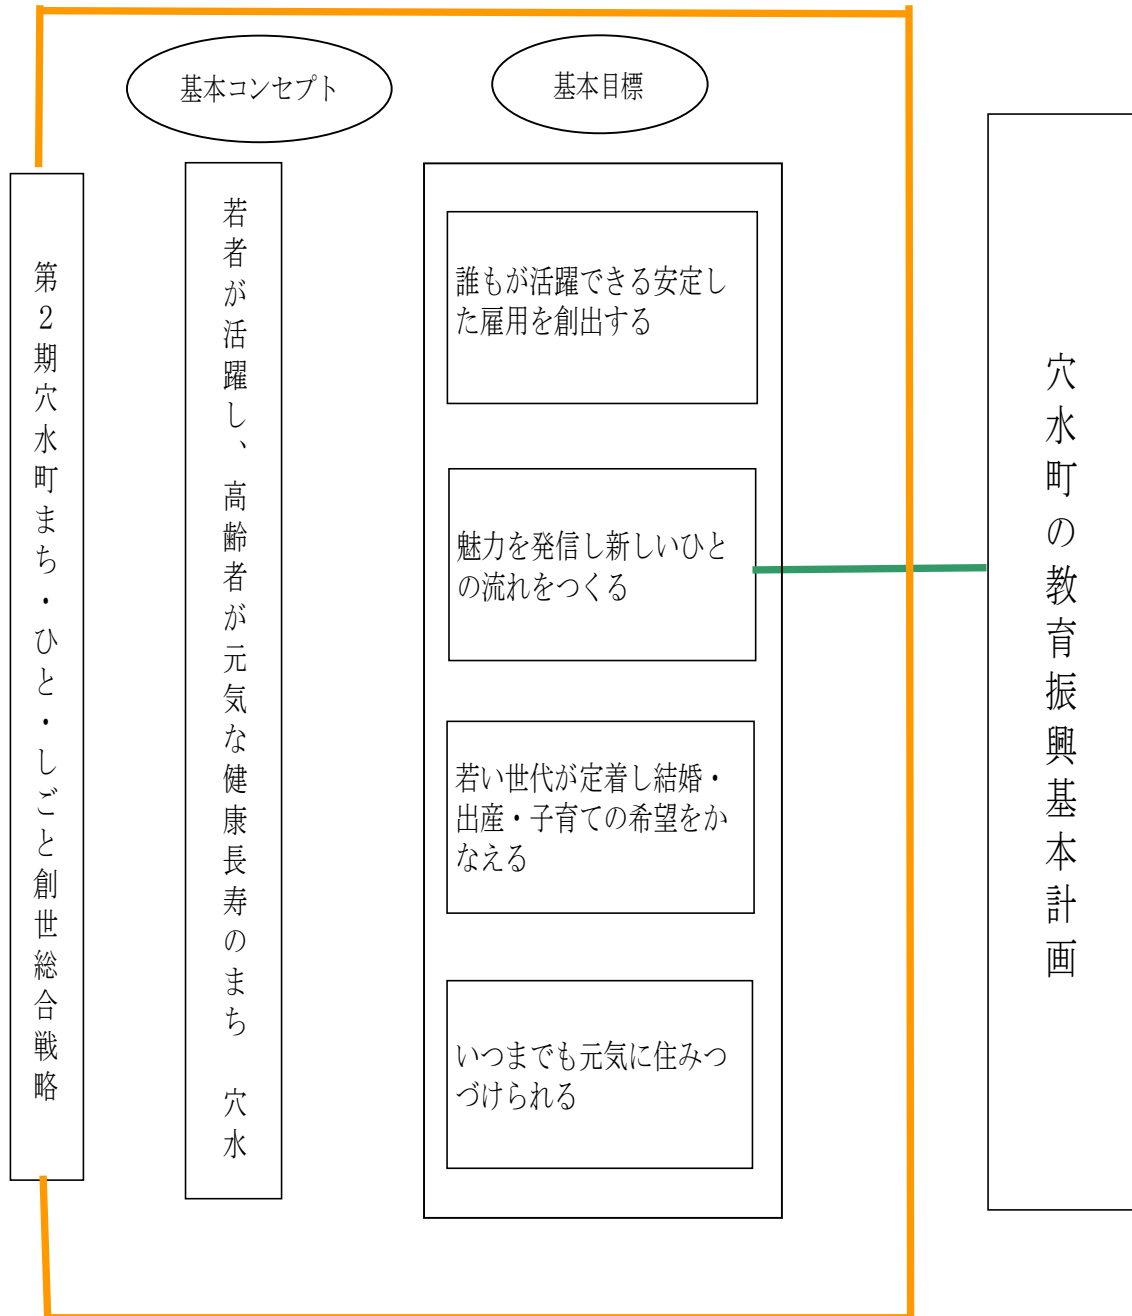 基本コンセプト
基本目標
第2期穴水町まち・ひと・しごと創世総合戦略
若者が活躍し、高齢者が元気な健康長寿のまち　穴水
誰もが活躍できる安定し
た雇用を創出する
魅力を発信し新しいひと
の流れをつくる
若い世代が定着し結婚・
出産・子育ての希望をか
なえる
いつまでも元気に住みつ
づけられる
穴水町の教育振興基本計画